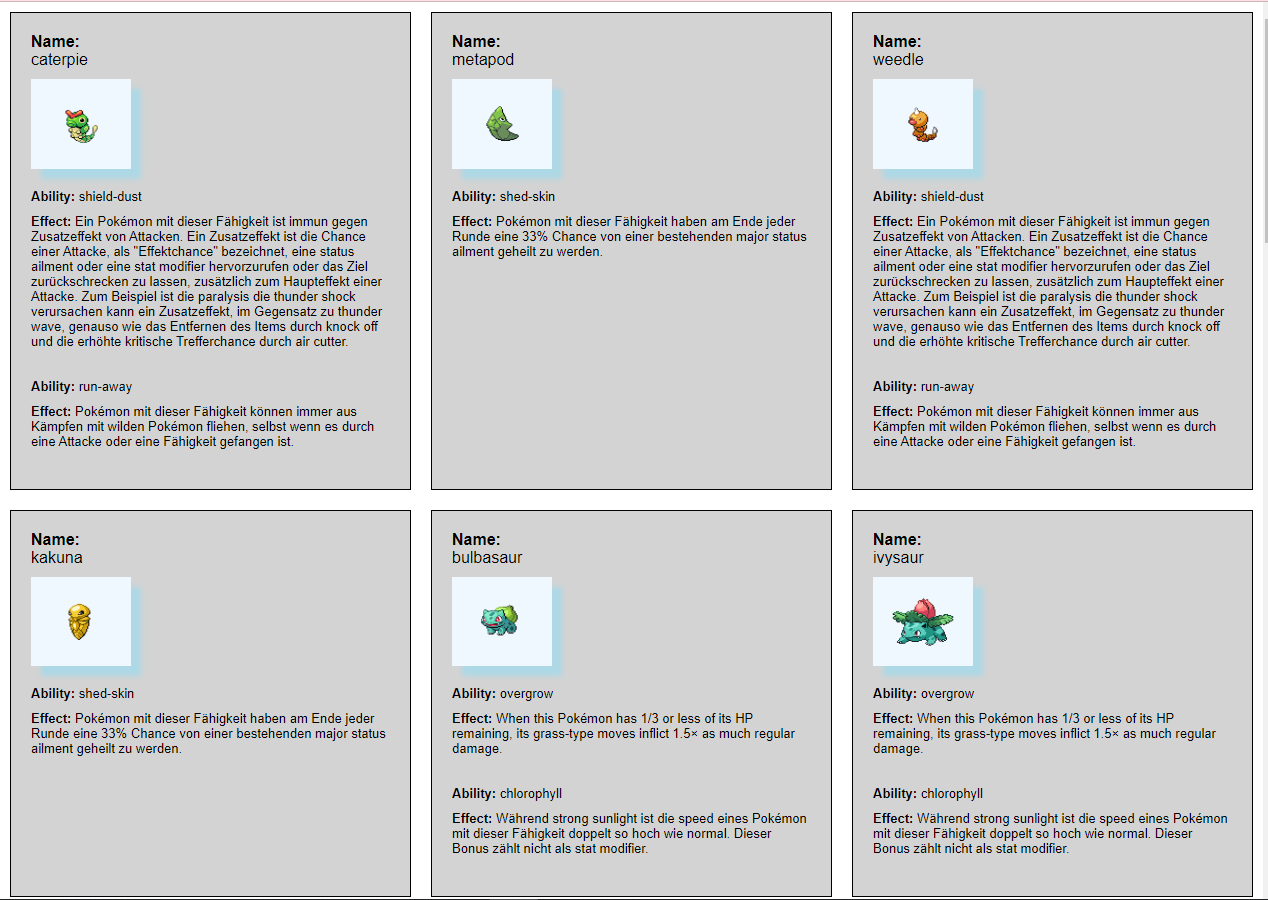 Name:
caterpie
Ability: shield-dust
Effect: Ein Pokémon mit dieser Fähigkeit ist immun gegen
Zusatzeffekt von Attacken. Ein Zusatzeffekt ist die Chance
einer Attacke, als "Effektchance" bezeichnet, eine status
ailment oder eine stat modifier hervorzurufen oder das Ziel
zurückschrecken zu lassen, zusätzlich zum Haupteffekt einer
Attacke. Zum Beispiel ist die paralysis die thunder shock
verursachen kann ein Zusatzeffekt, im Gegensatz zu thunder
wave, genauso wie das Entfernen des Items durch knock off
und die erhöhte kritische Trefferchance durch air cutter.
Ability: run-away
Effect: Pokémon mit dieser Fähigkeit können immer aus
Kämpfen mit wilden Pokémon fliehen, selbst wenn es durch
eine Attacke oder eine Fähigkeit gefangen ist.
Name:
metapod
Ability: shed-skin
Effect: Pokémon mit dieser Fähigkeit haben am Ende jeder
Runde eine 33% Chance von einer bestehenden major status
ailment geheilt zu werden.
Name:
weedle
Ability: shield-dust
Effect: Ein Pokémon mit dieser Fähigkeit ist immun gegen
Zusatzeffekt von Attacken. Ein Zusatzeffekt ist die Chance
einer Attacke, als "Effektchance" bezeichnet, eine status
ailment oder eine stat modifier hervorzurufen oder das Ziel
zurückschrecken zu lassen, zusätzlich zum Haupteffekt einer
Attacke. Zum Beispiel ist die paralysis die thunder shock
verursachen kann ein Zusatzeffekt, im Gegensatz zu thunder
wave, genauso wie das Entfernen des Items durch knock off
und die erhöhte kritische Trefferchance durch air cutter.
Ability: run-away
Effect: Pokémon mit dieser Fähigkeit können immer aus
Kämpfen mit wilden Pokémon fliehen, selbst wenn es durch
eine Attacke oder eine Fähigkeit gefangen ist.
Name:
kakuna
Ability: shed-skin
Effect: Pokémon mit dieser Fähigkeit haben am Ende jeder
Runde eine 33% Chance von einer bestehenden major status
ailment geheilt zu werden.
Name:
bulbasaur
Ability: overgrow
Effect: When this Pokémon has 1/3 or less of its HP
remaining, its grass-type moves inflict 1.5× as much regular
damage.
Ability: chlorophyll
Effect: Während strong sunlight ist die speed eines Pokémon
mit dieser Fähigkeit doppelt so hoch wie normal. Dieser
Bonus zählt nicht als stat modifier.
Name:
ivysaur
Ability: overgrow
Effect: When this Pokémon has 1/3 or less of its HP
remaining, its grass-type moves inflict 1.5× as much regular
damage.
Ability: chlorophyll
Effect: Während strong sunlight ist die speed eines Pokémon
mit dieser Fähigkeit doppelt so hoch wie normal. Dieser
Bonus zählt nicht als stat modifier.